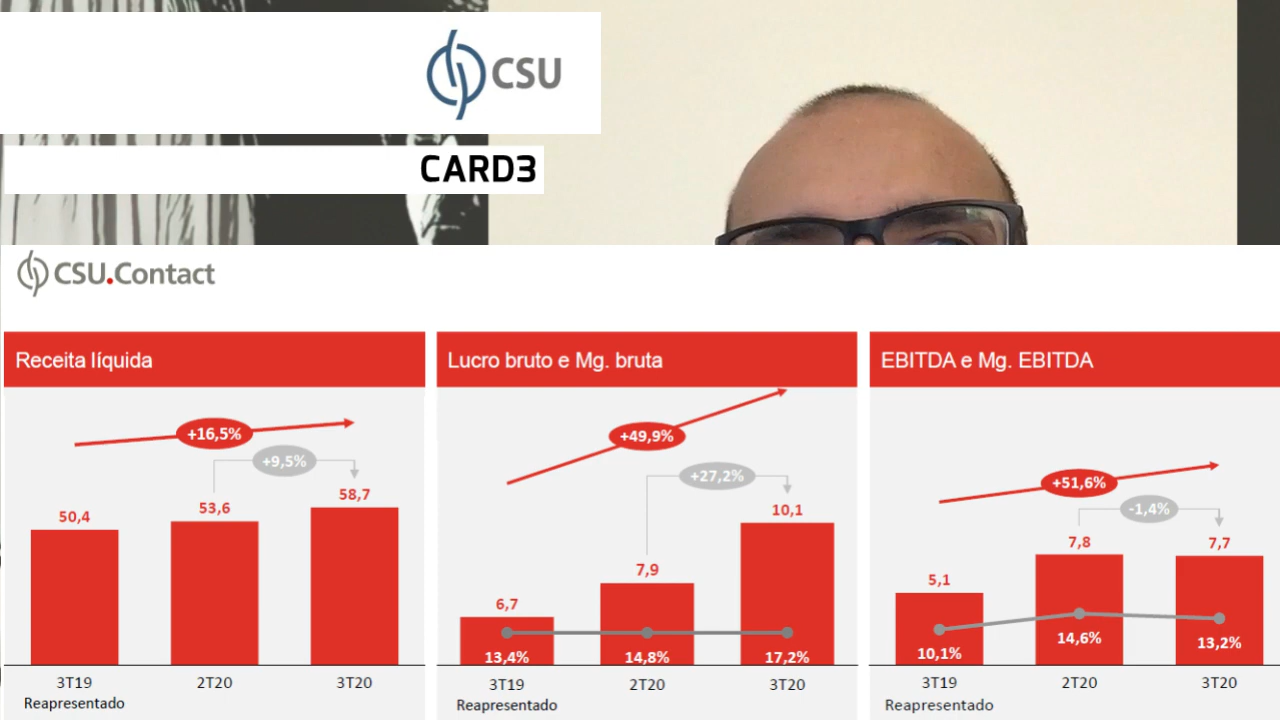 CSU
CARD3
CSU.Contact
Receita líquida
+16,5%
+9,5%
50,4
53,6
58,7
3T19
2T20
3T20
Reapresentado
Lucro bruto e Mg. bruta
+49,9%
+27,2%
6,7
7,9
10,1
13,4%
14,8%
17,2%
3T19
2T20
3T20
Reapresentado
EBITDA e Mg. EBITDA
+51,6%
-1,4%
5,1
7,8
7,7
10,1%
14,6%
13,2%
3T19
2T20
3T20
Reapresentado